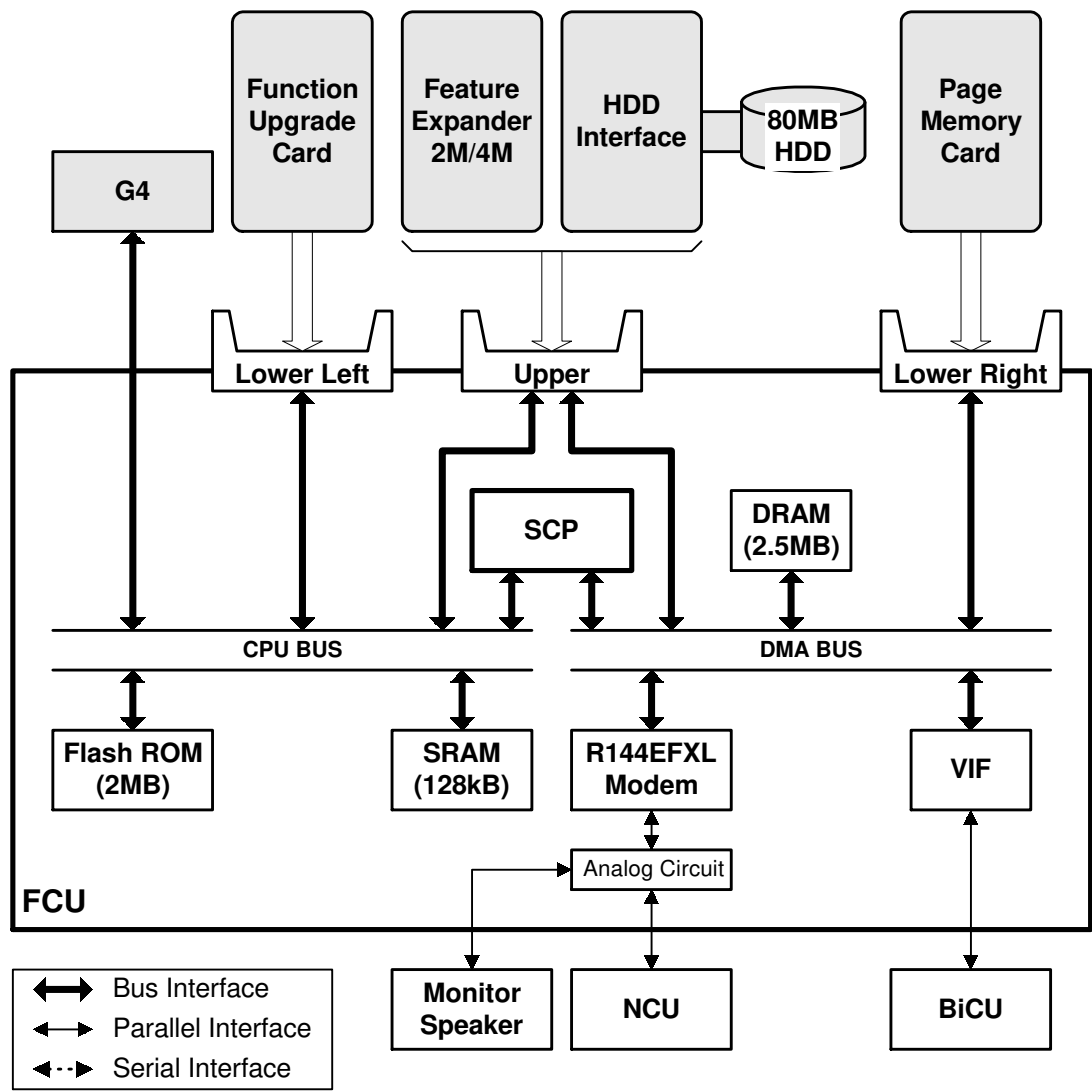 Function
Upgrade
Card
Feature
Expander
2M/4M
HDD
Interface
80MB
HDD
Page
Memory
Card
G4
Lower Left
Upper
Lower Right
SCP
DRAM
(2.5MB)
CPU BUS
DMA BUS
Flash ROM
(2MB)
SRAM
(128kB)
R144EFXL
Modem
VIF
Analog Circuit
FCU
Monitor
Speaker
NCU
BiCU
Bus Interface
Parallel Interface
Serial Interface